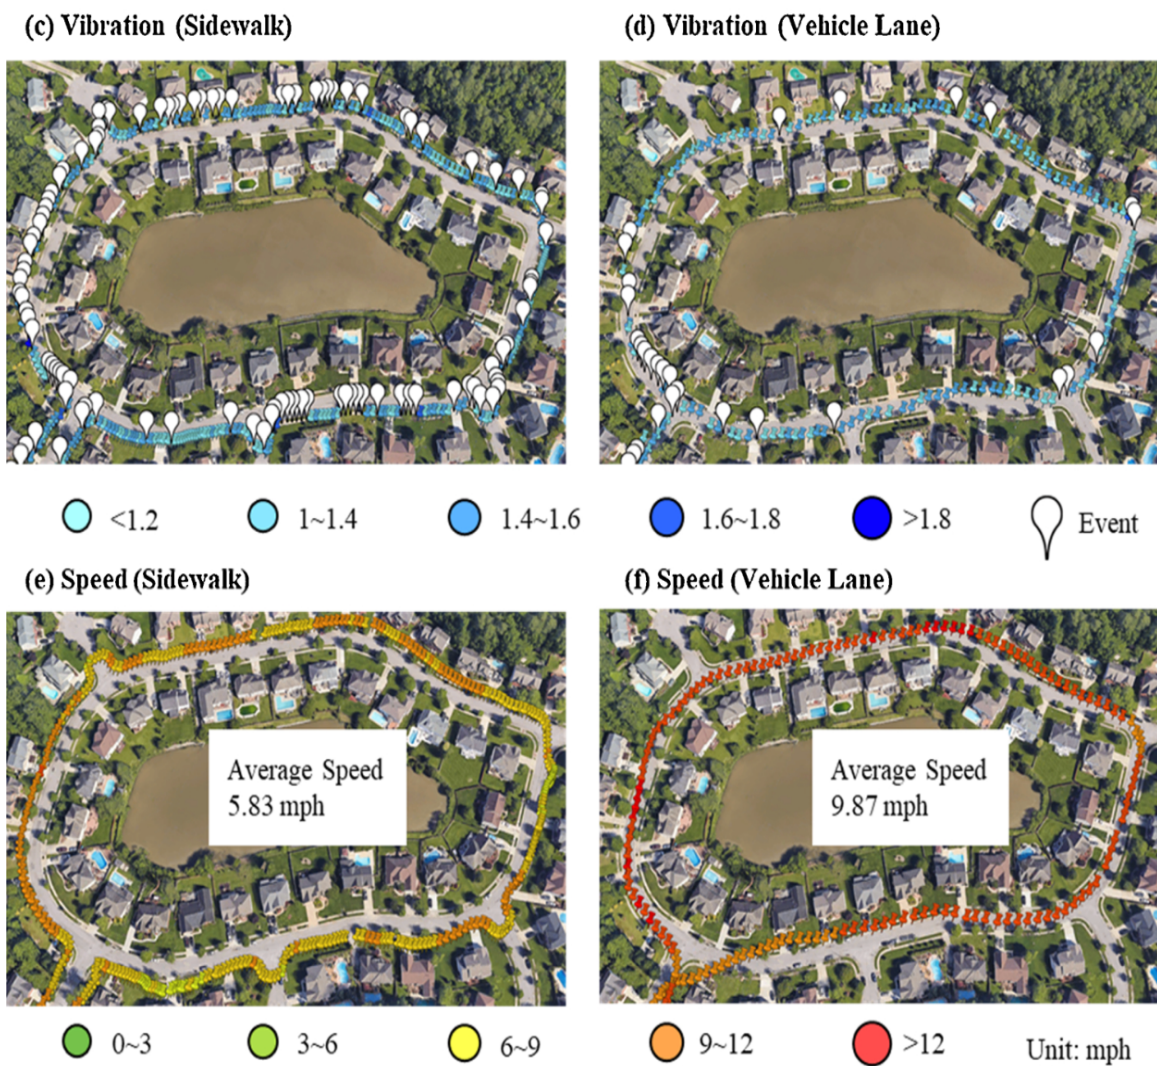 (c) Vibration (Sidewalk)
(d) Vibration (Vehicle Lane)
<1.2
1~1.4
1.4~1.6
1.6~1.8
>1.8
Event
(e) Speed (Sidewalk)
(f) Speed (Vehicle Lane)
Average Speed
5.83 mph
Average Speed
9.87 mph
0~3
3~6
6~9
9~12
>12
Unit: mph